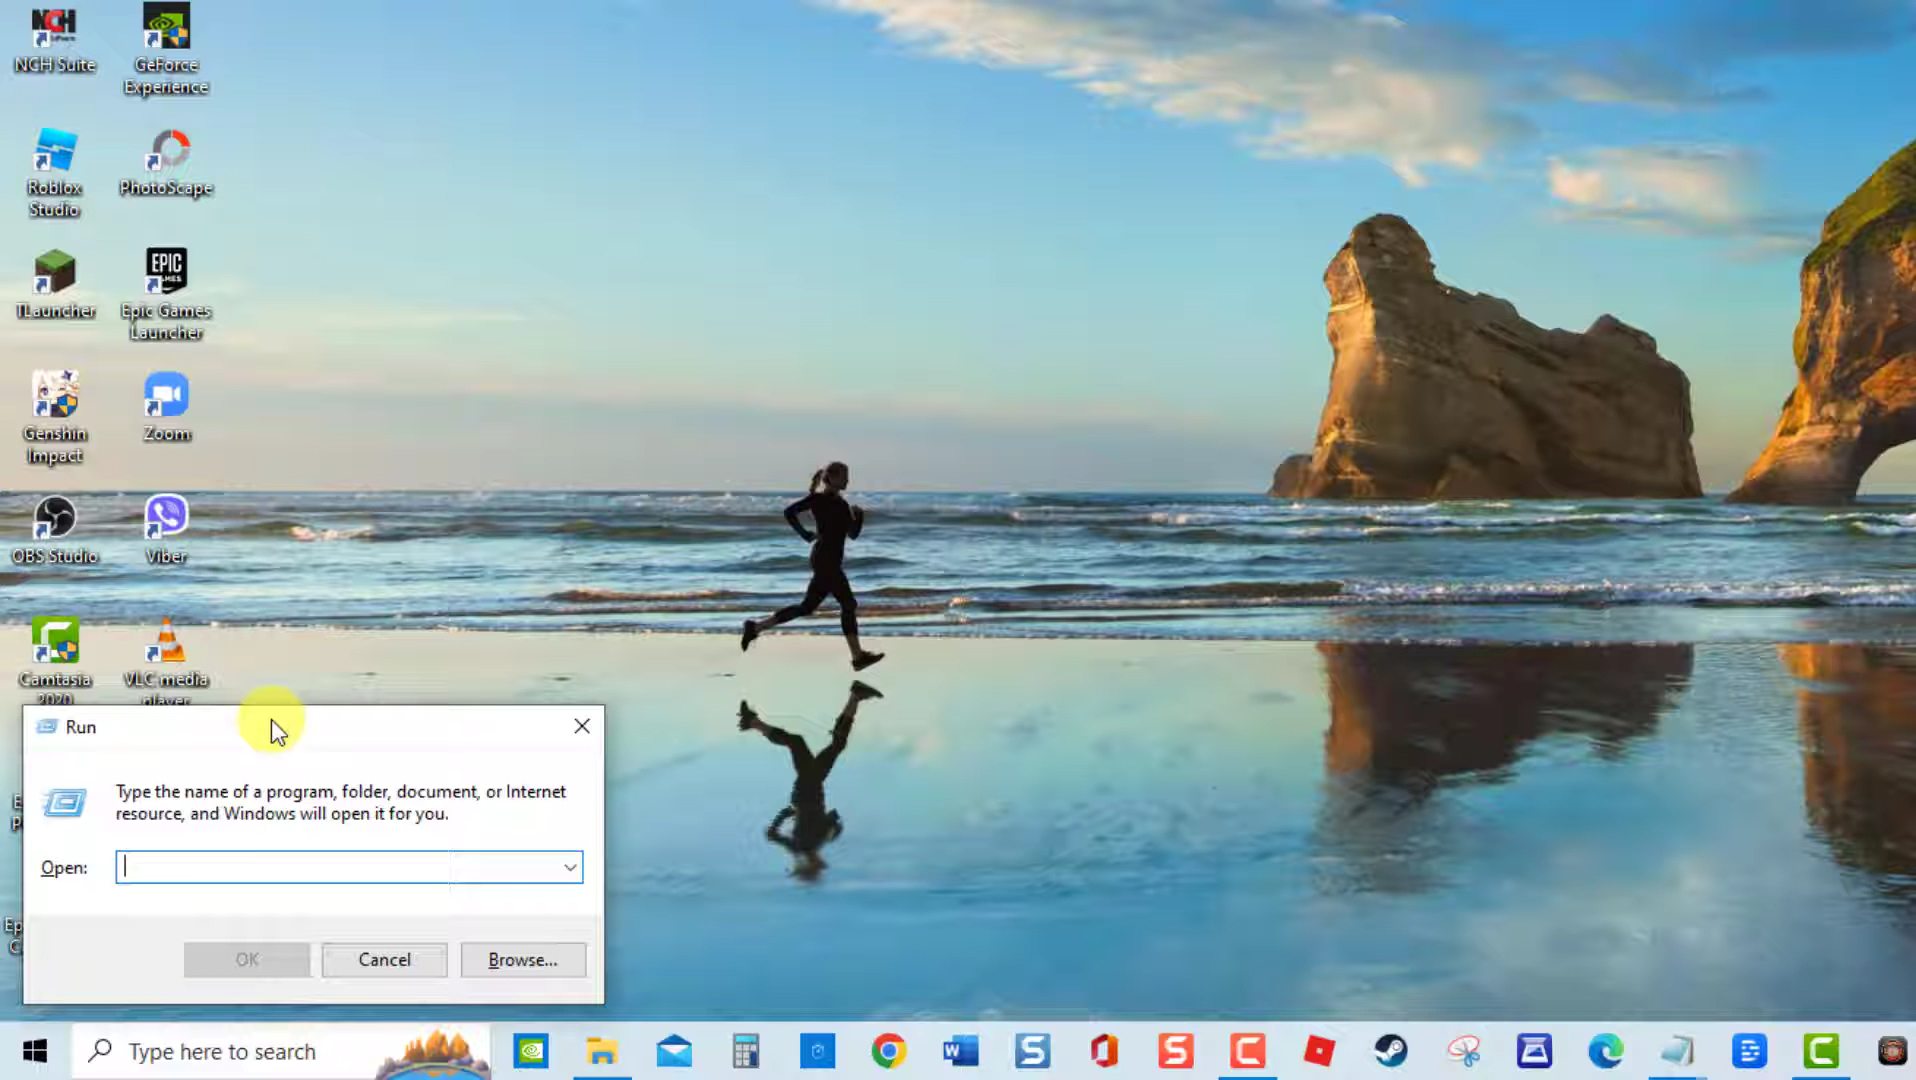 NCH Suite
GeForce
Experience
Roblox
Studio
PhotoScape
TLauncher
EPIC
GAMES
Epic Games
Launcher
Genshin
Impact
Zoom
OBS Studio
Viber
Camtasia
2020
VLC media
player
Run
Type the name of a program, folder, document, or Internet
resource, and Windows will open it for you.
Open:
OK
Cancel
Browse...
Type here to search